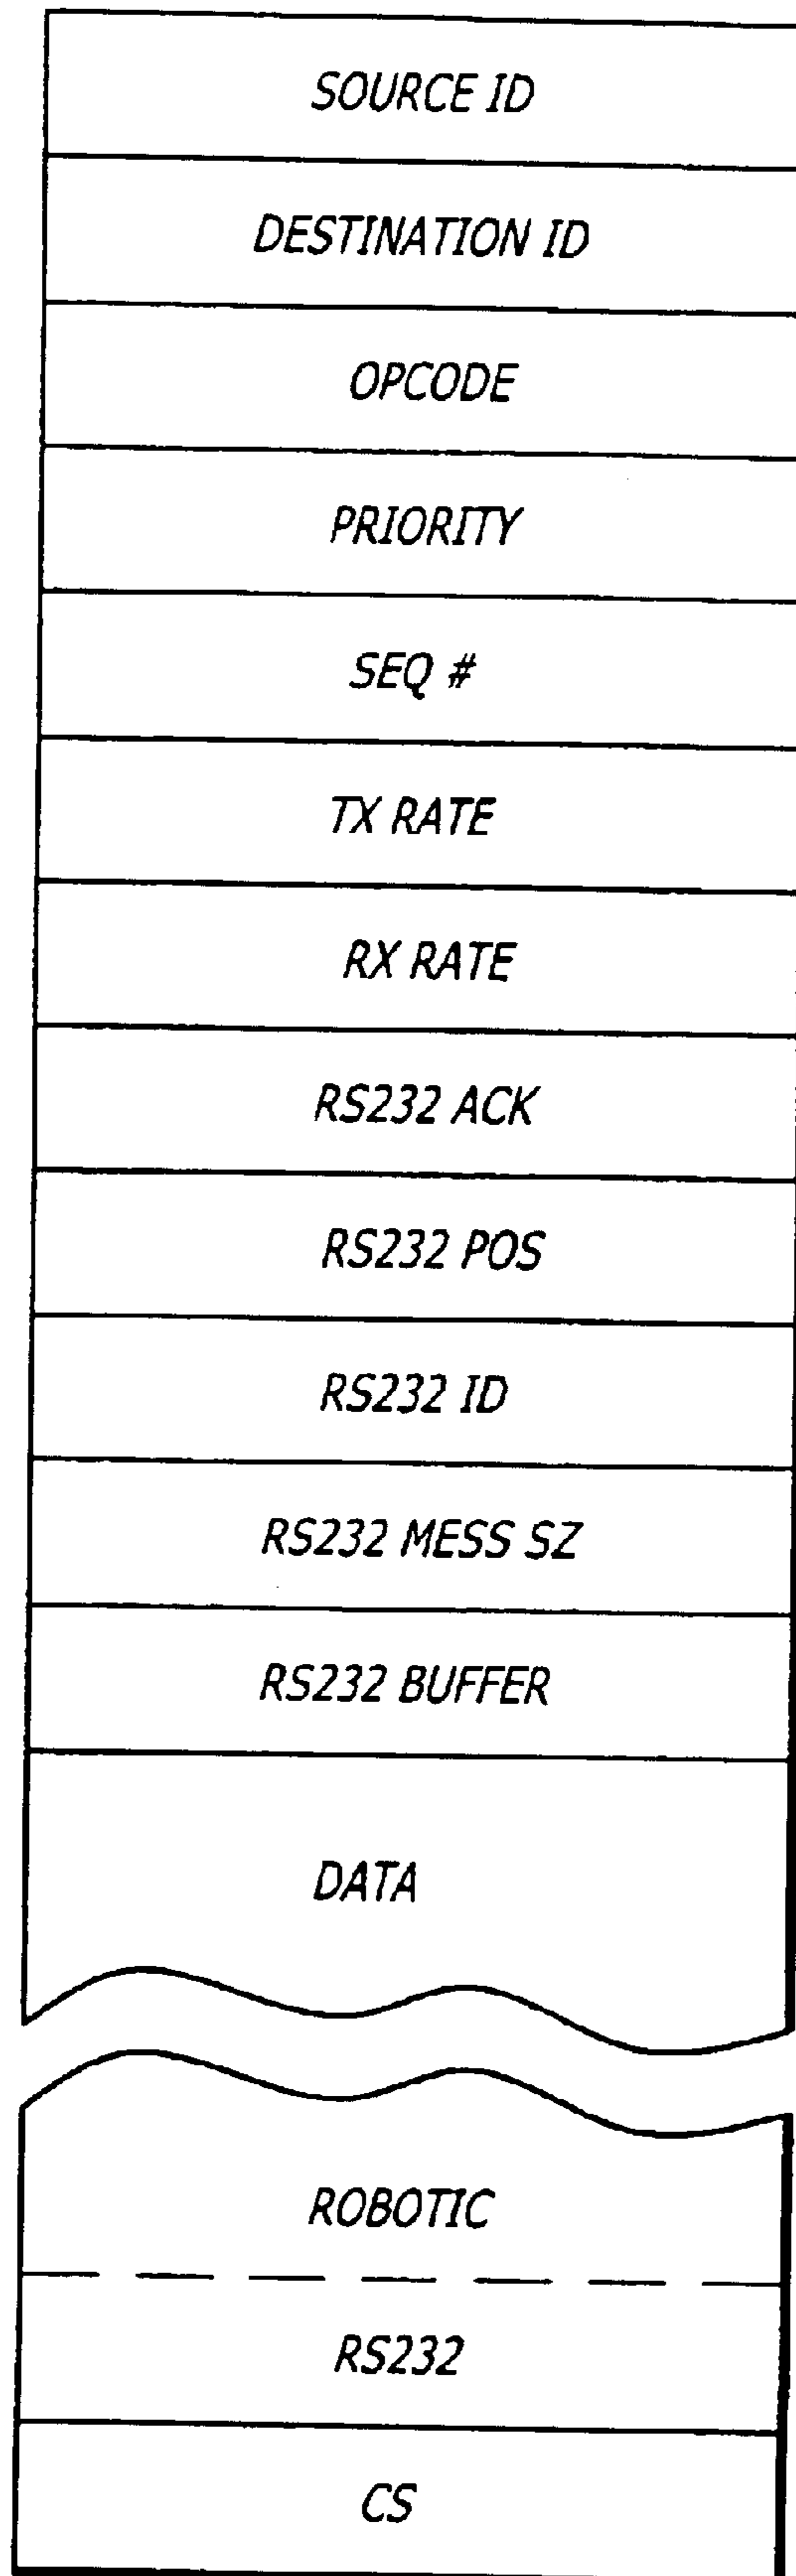 SOURCE ID
DESTINATION ID
OPCODE
PRIORITY
SEQ #
TX RATE
RX RATE
RS232 ACK
RS232 POS
RS232 ID
RS232 MESS SZ
RS232 BUFFER
DATA
ROBOTIC
RS232
CS